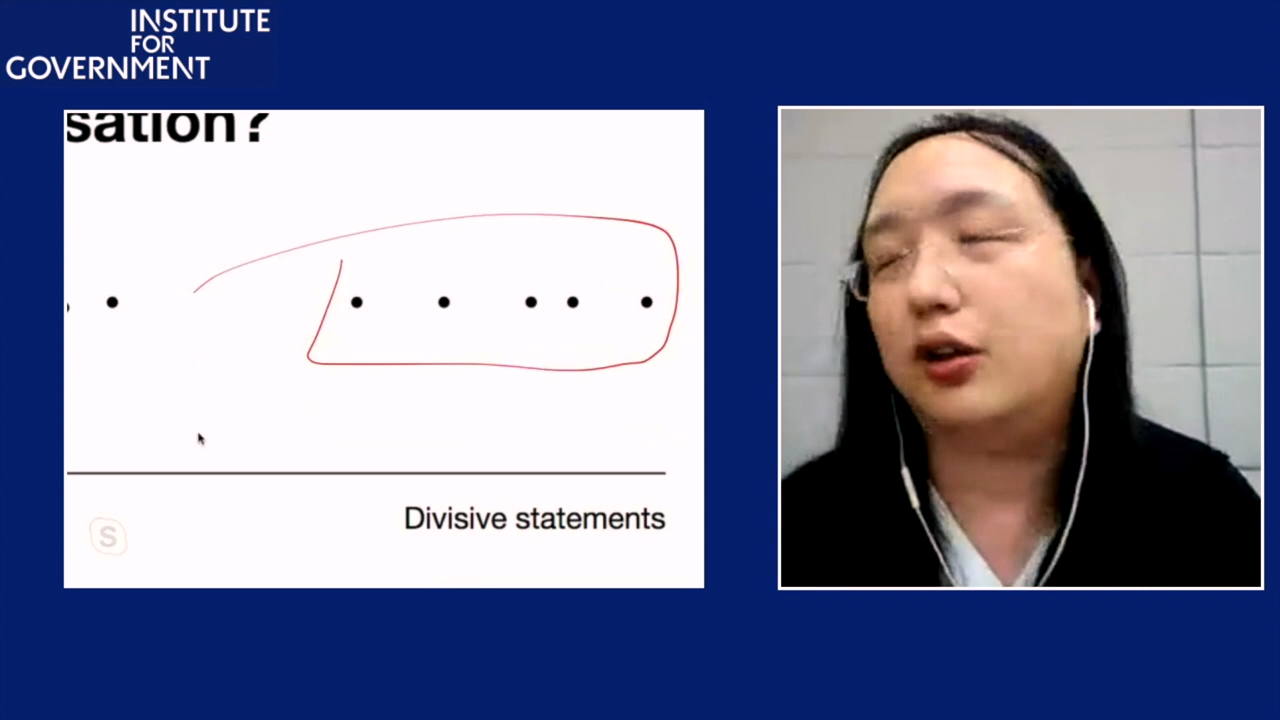 INSTITUTE
FOR
GOVERNMENT
sation?
Divisive statements
S